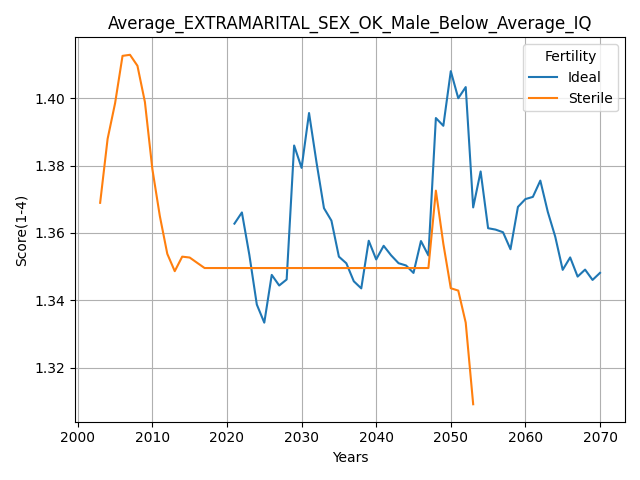 Average_EXTRAMARITAL_SEX_OK_Male_Below_Average_IQ
Fertility
Ideal
Sterile
Score(1-4)
1.40
1.38
1.36
1.34
1.32
2000 2010 2020 2030 2040 2050 2060 2070
Years